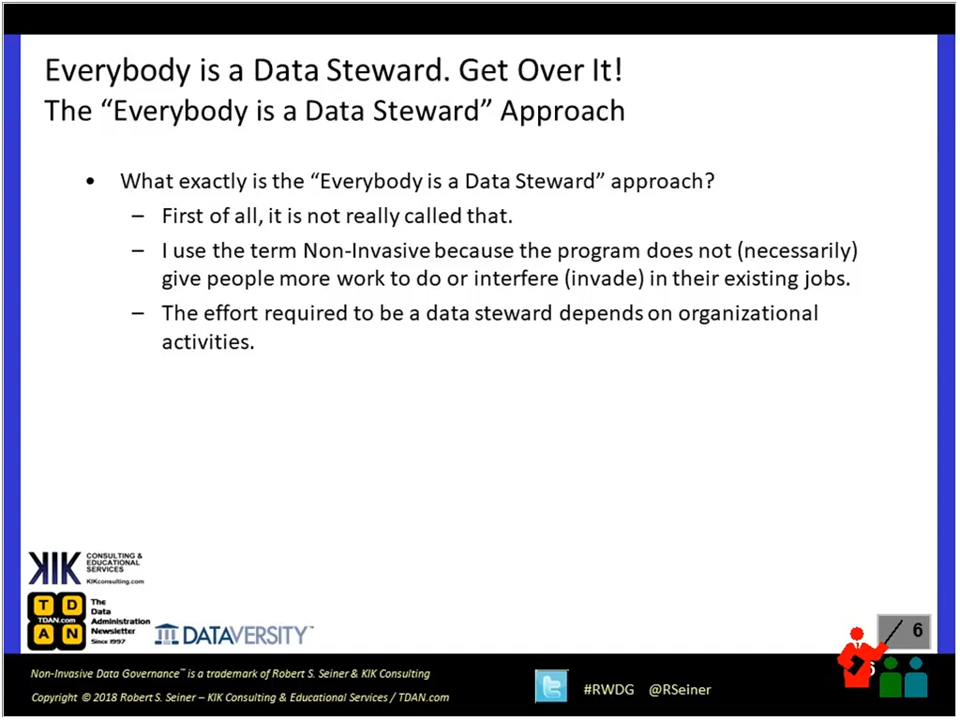 Everybody is a Data Steward. Get Over It!
The “Everybody is a Data Steward” Approach
• What exactly is the “Everybody is a Data Steward” approach?
– First of all, it is not really called that.
– I use the term Non-Invasive because the program does not (necessarily)
give people more work to do or interfere (invade) in their existing jobs.
– The effort required to be a data steward depends on organizational
activities.
KIK CONSULTING &
EDUCATIONAL
SERVICES
KIKconsulting.com
T D
TDAN.com
A N
The
Data
Administration
Newsletter
Since 1997
DATAVERSITY™
6
6
Non-Invasive Data Governance™ is a trademark of Robert S. Seiner & KIK Consulting
Copyright © 2018 Robert S. Seiner – KIK Consulting & Educational Services / TDAN.com
#RWDG @RSeiner